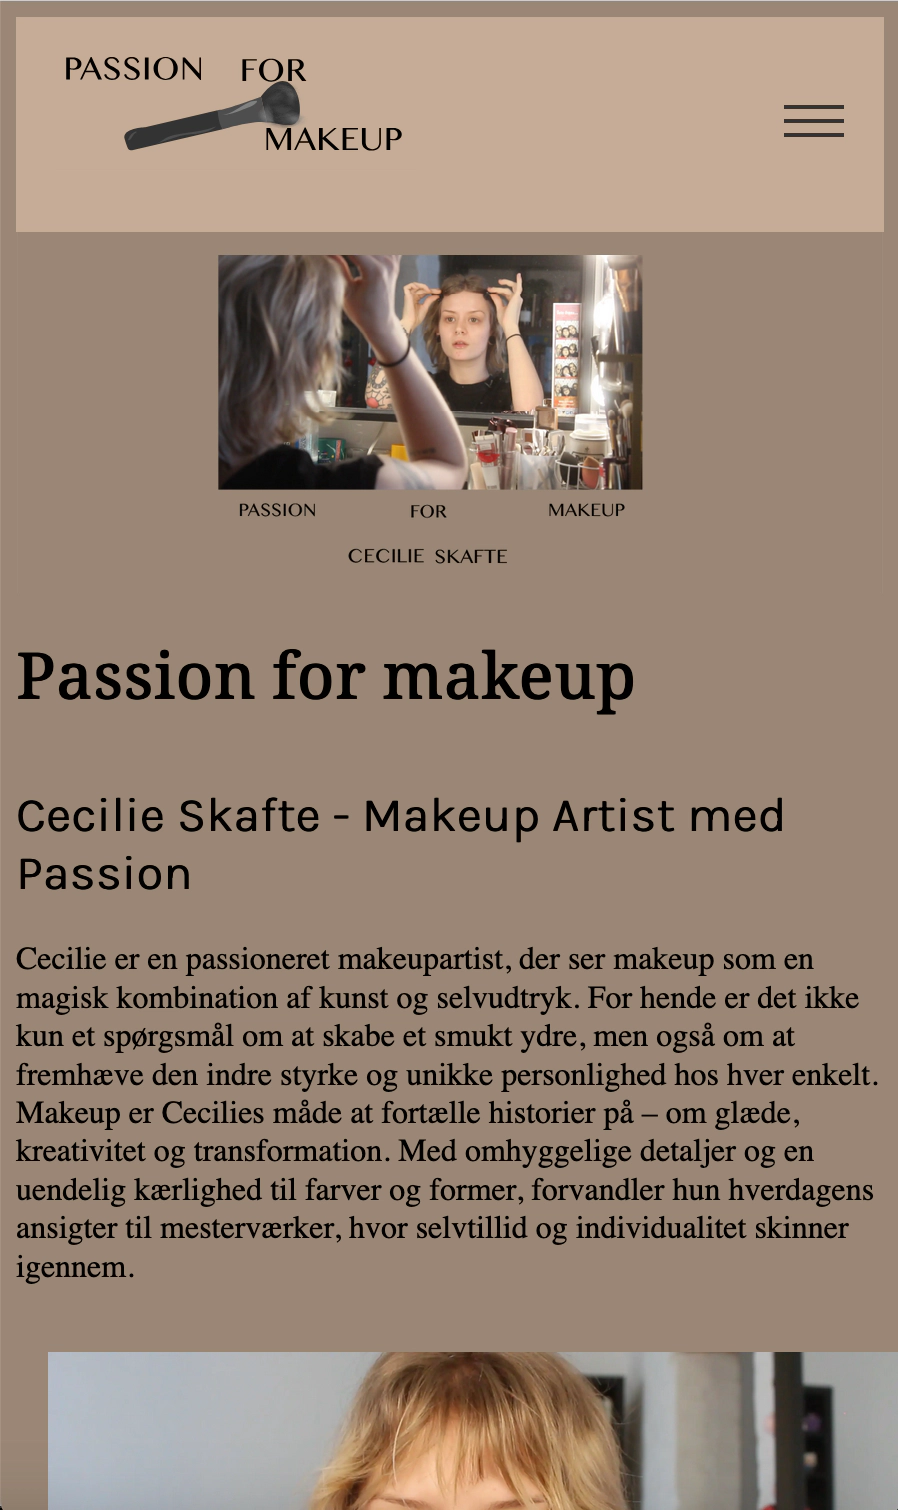 PASSION FOR
MAKEUP
PASSION FOR MAKEUP
CECILIE SKAFTE
Passion for makeup
Cecilie Skafte - Makeup Artist med
Passion
Cecilie er en passioneret makeupartist, der ser makeup som en
magisk kombination af kunst og selvudtryk. For hende er det ikke
kun et spørgsmål om at skabe et smukt ydre, men også om at
fremhæve den indre styrke og unikke personlighed hos hver enkelt.
Makeup er Cecilies måde at fortælle historier på – om glæde,
kreativitet og transformation. Med omhyggelige detaljer og en
uendelig kærlighed til farver og former, forvandler hun hverdagens
ansigter til mesterværker, hvor selvtillid og individualitet skinner
igennem.